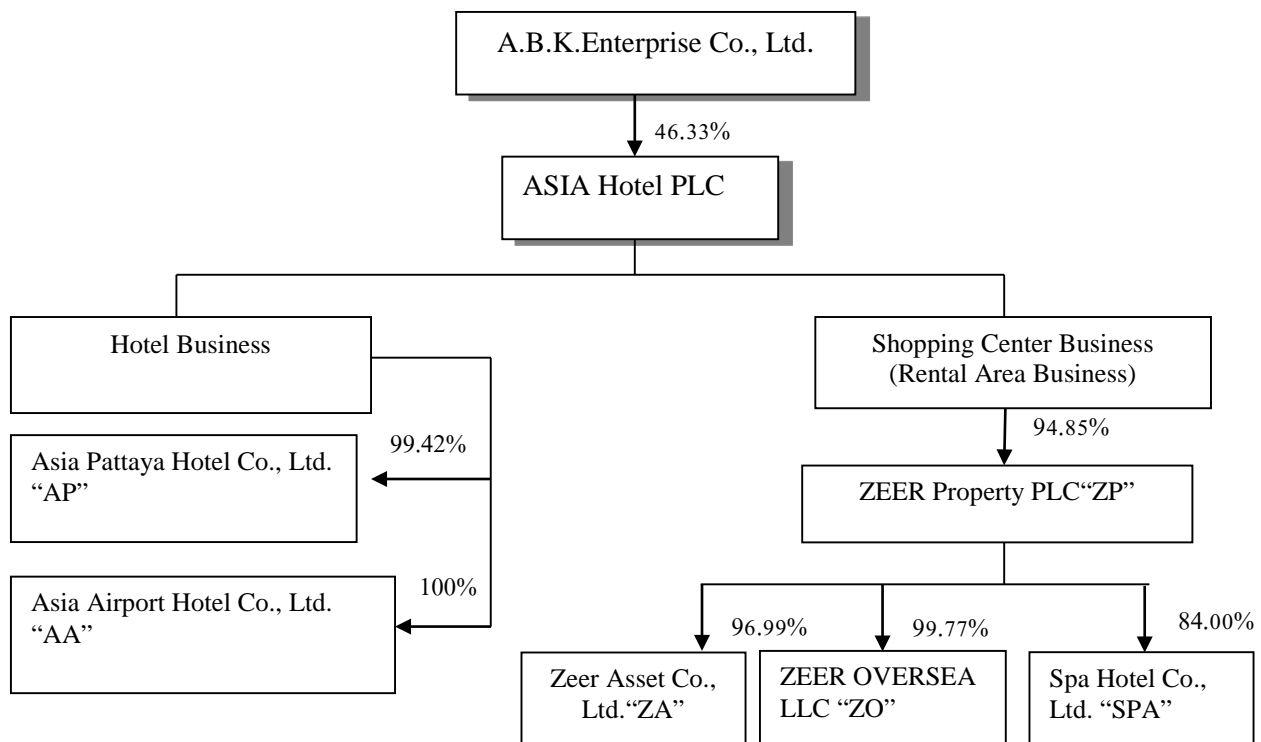 A.B.K.Enterprise Co., Ltd.
46.33%
ASIA Hotel PLC
Hotel Business
Shopping Center Business
(Rental Area Business)
94.85%
99.42%
Asia Pattaya Hotel Co., Ltd.
“AP”
ZEER Property PLC“ZP”
100%
Asia Airport Hotel Co., Ltd.
“AA”
96.99%
99.77%
84.00%
Zeer Asset Co.,
Ltd.“ZA”
ZEER OVERSEA
LLC “ZO”
Spa Hotel Co.,
Ltd. “SPA”